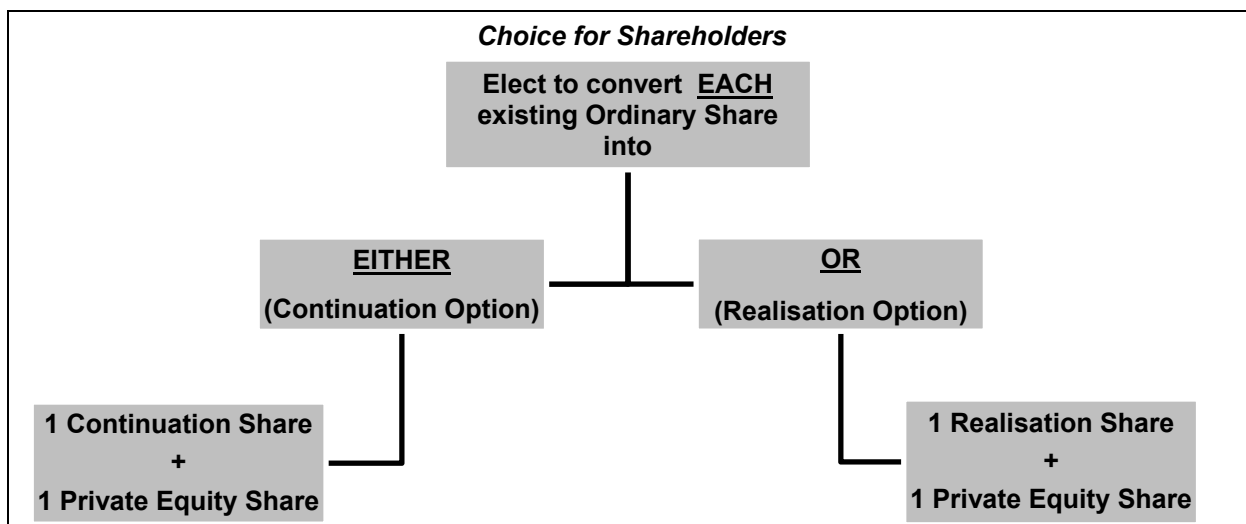 Choice for Shareholders
Elect to convert EACH
existing Ordinary Share
into
EITHER
(Continuation Option)
OR
(Realisation Option)
1 Continuation Share
+
1 Private Equity Share
1 Realisation Share
+
1 Private Equity Share